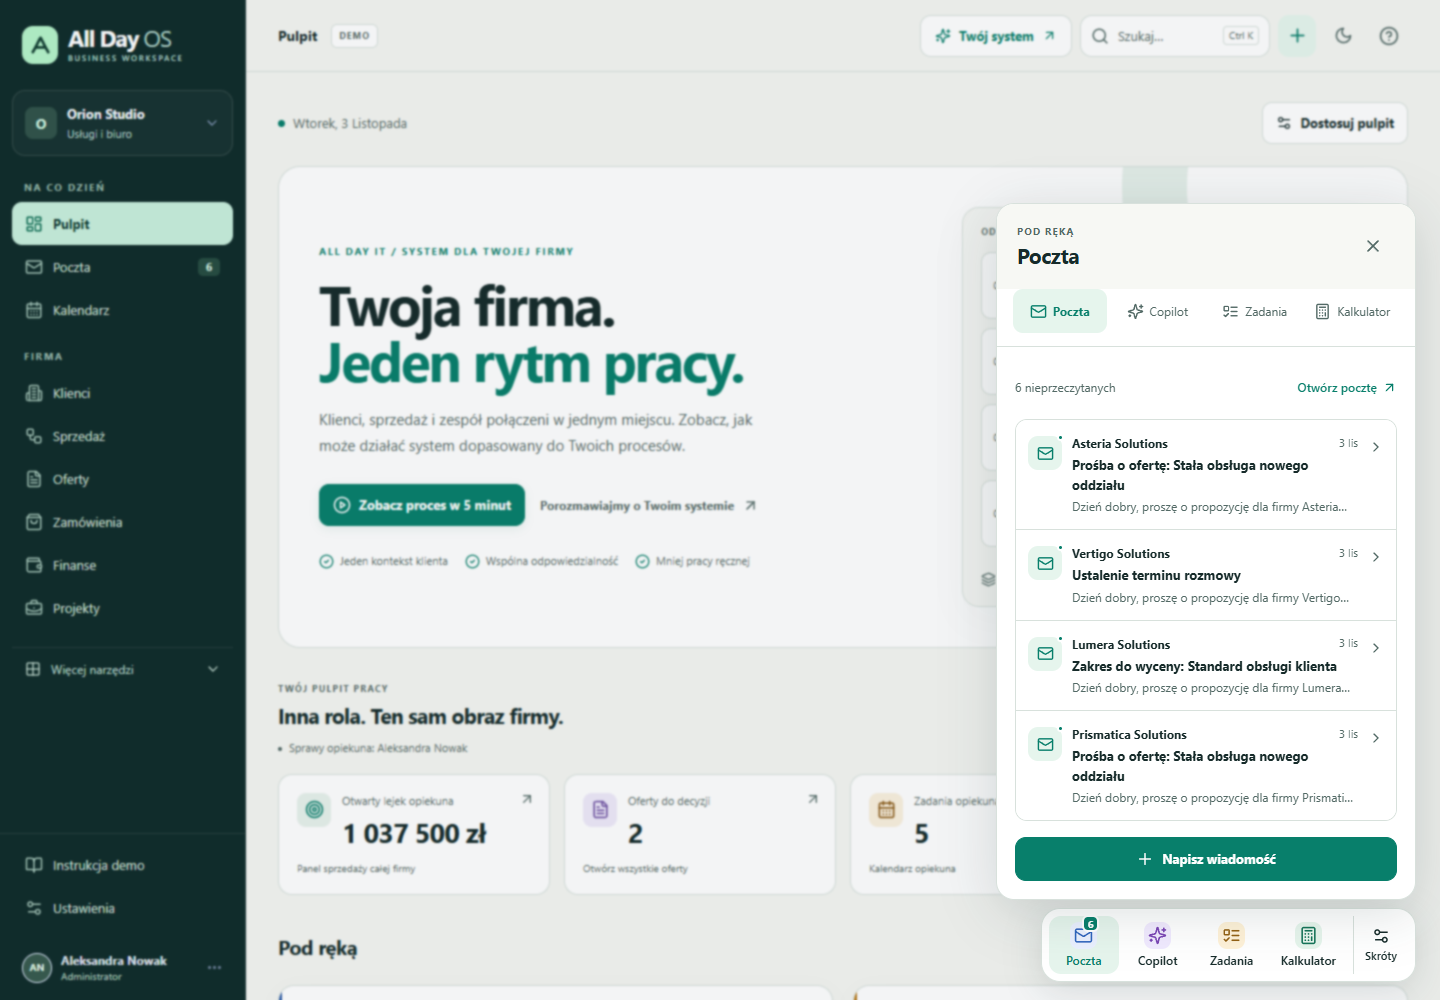 All Day OS
BUSINESS WORKSPACE
O
Orion Studio
Usługi i biuro
NA CO DZIEŃ
Pulpit
Poczta
6
Kalendarz
FIRMA
Klienci
Sprzedaż
Oferty
Zamówienia
Finanse
Projekty
Więcej narzędzi
Instrukcja demo
Ustawienia
AN
Aleksandra Nowak
Administrator
Pulpit
DEMO
Twój system
Szukaj...
Ctrl K
Wtorek, 3 Listopada
Dostosuj pulpit
ALL DAY IT / SYSTEM DLA TWOJEJ FIRMY
Twoja firma.
Jeden rytm pracy.
Klienci, sprzedaż i zespół połączeni w jednym miejscu. Zobacz, jak
może działać system dopasowany do Twoich procesów.
Zobacz proces w 5 minut
Porozmawiajmy o Twoim systemie
Jeden kontekst klienta
Wspólna odpowiedzialność
Mniej pracy ręcznej
TWÓJ PULPIT PRACY
Inna rola. Ten sam obraz firmy.
• Sprawy opiekuna: Aleksandra Nowak
Otwarty lejek opiekuna
1 037 500 zł
Panel sprzedaży całej firmy
Oferty do decyzji
2
Otwórz wszystkie oferty
Zadania opiekuna
5
Kalendarz opiekuna
Pod ręką
POD RĘKĄ
Poczta
Poczta
Copilot
Zadania
Kalkulator
6 nieprzeczytanych
Otwórz pocztę
Asteria Solutions
3 lis
Prośba o ofertę: Stała obsługa nowego
oddziału
Dzień dobry, proszę o propozycję dla firmy Asteria...
Vertigo Solutions
3 lis
Ustalenie terminu rozmowy
Dzień dobry, proszę o propozycję dla firmy Vertigo...
Lumera Solutions
3 lis
Zakres do wyceny: Standard obsługi klienta
Dzień dobry, proszę o propozycję dla firmy Lumera...
Prismatica Solutions
3 lis
Prośba o ofertę: Stała obsługa nowego
oddziału
Dzień dobry, proszę o propozycję dla firmy Prismati...
Napisz wiadomość
6
Poczta
Copilot
Zadania
Kalkulator
Skróty